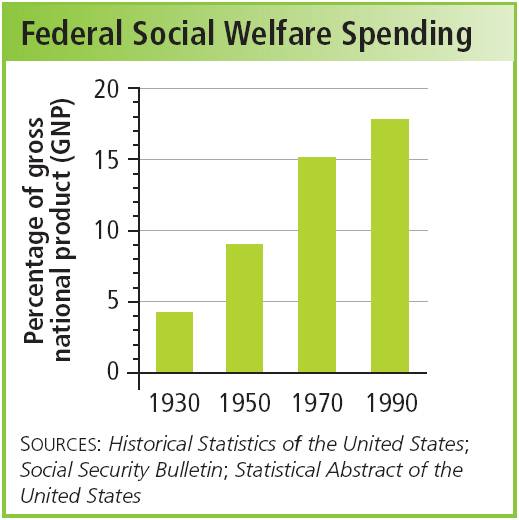 Federal Social Welfare Spending
Percentage of gross
national product (GNP)
20
15
10
5
0
1930 1950 1970 1990
SOURCES: Historical Statistics of the United States;
Social Security Bulletin; Statistical Abstract of the
United States